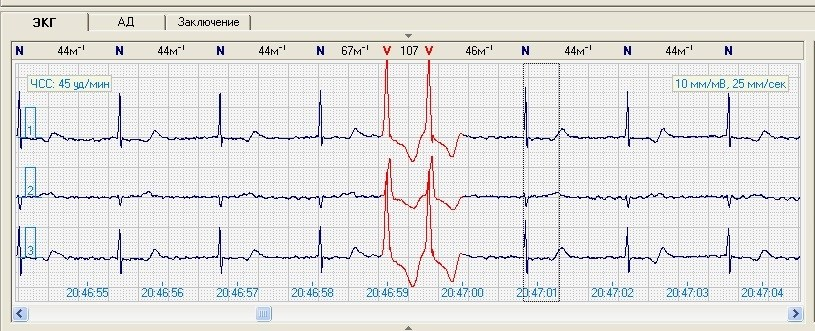 ЭКГ АД Заключение
N 44м⁻¹ N 44м⁻¹ N 44м⁻¹ N 67м⁻¹ V 107 V 46м⁻¹ N 44м⁻¹ N 44м⁻¹ N
ЧСС: 45 уд/мин 10 мм/мВ, 25 мм/сек
1
2
3
20:46:55 20:46:56 20:46:57 20:46:58 20:46:59 20:47:00 20:47:01 20:47:02 20:47:03 20:47:04